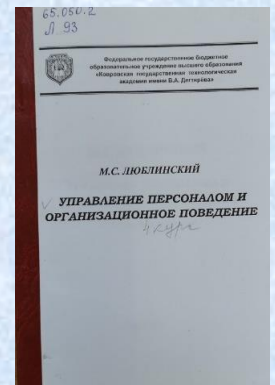 65.050.2
Л 93
Федеральное государственное бюджетное
образовательное учреждение высшего образования
«Ковровская государственная технологическая
академия имени В.А. Дегтярёва»
М.С. ЛЮБЛИНСКИЙ
УПРАВЛЕНИЕ ПЕРСОНАЛОМ И
ОРГАНИЗАЦИОННОЕ ПОВЕДЕНИЕ
4 курс